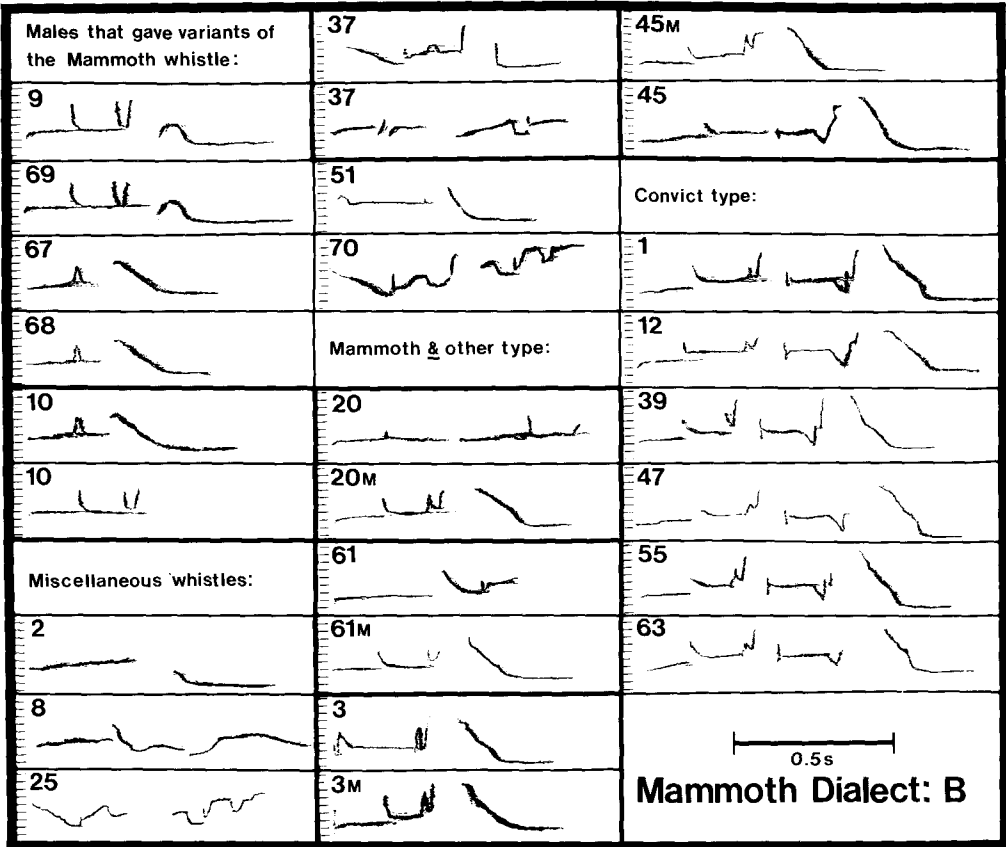 Males that gave variants of
the Mammoth whistle:
9
69
67
68
10
10
Miscellaneous whistles:
2
8
25
37
37
51
70
Mammoth & other type:
20
20M
61
61M
3
3M
45M
45
Convict type:
1
12
39
47
55
63
0.5s
Mammoth Dialect: B